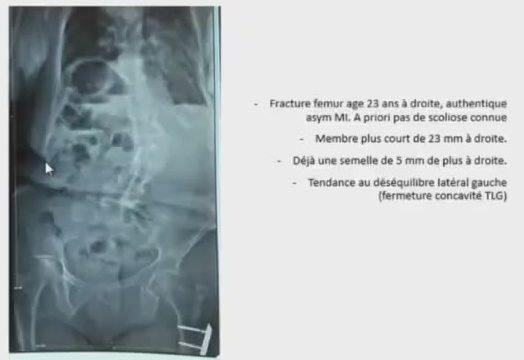 - Fracture femur age 23 ans à droite, authentique
asym MI. A priori pas de scoliose connue
- Membre plus court de 23 mm à droite.
- Déjà une semelle de 5 mm de plus à droite.
- Tendance au déséquilibre latéral gauche
(fermeture concavité TLG)